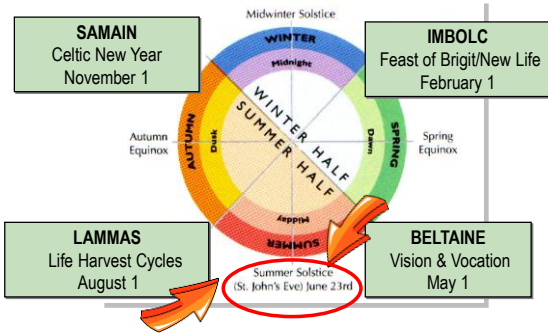 Midwinter Solstice
SAMAIN
Celtic New Year
November 1
IMBOLC
Feast of Brigit/New Life
February 1
WINTER
Midnight
WINTER HALF
SUMMER HALF
AUTUMN
Dusk
Dawn
SPRING
Autumn
Equinox
Spring
Equinox
Midday
SUMMER
LAMMAS
Life Harvest Cycles
August 1
BELTAINE
Vision & Vocation
May 1
Summer Solstice
(St. John's Eve) June 23rd